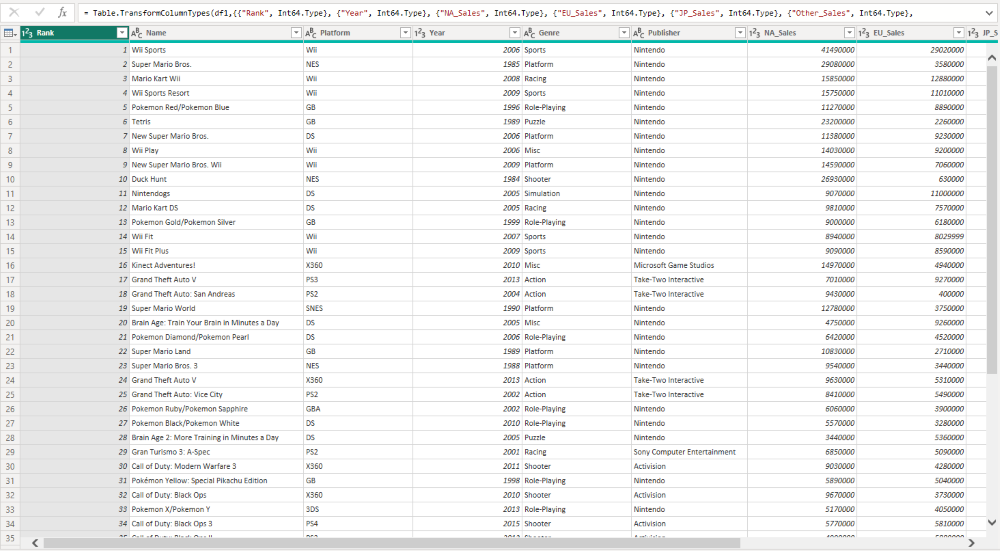 = Table.TransformColumnTypes(df1,{{"Rank", Int64.Type}, {"Year", Int64.Type}, {"NA_Sales", Int64.Type}, {"EU_Sales", Int64.Type}, {"JP_Sales", Int64.Type}, {"Other_Sales", Int64.Type},
Rank Name Platform Year Genre Publisher NA_Sales EU_Sales JP_S
1 1 Wii Sports Wii 2006 Sports Nintendo 41490000 29020000
2 2 Super Mario Bros. NES 1985 Platform Nintendo 29080000 3580000
3 3 Mario Kart Wii Wii 2008 Racing Nintendo 15850000 12880000
4 4 Wii Sports Resort Wii 2009 Sports Nintendo 15750000 11010000
5 5 Pokemon Red/Pokemon Blue GB 1996 Role-Playing Nintendo 11270000 8890000
6 6 Tetris GB 1989 Puzzle Nintendo 23200000 2260000
7 7 New Super Mario Bros. DS 2006 Platform Nintendo 11380000 9230000
8 8 Wii Play Wii 2006 Misc Nintendo 14030000 9200000
9 9 New Super Mario Bros. Wii Wii 2009 Platform Nintendo 14590000 7060000
10 10 Duck Hunt NES 1984 Shooter Nintendo 26930000 630000
11 11 Nintendogs DS 2005 Simulation Nintendo 9070000 11000000
12 12 Mario Kart DS DS 2005 Racing Nintendo 9810000 7570000
13 13 Pokemon Gold/Pokemon Silver GB 1999 Role-Playing Nintendo 9000000 6180000
14 14 Wii Fit Wii 2007 Sports Nintendo 8940000 8029999
15 15 Wii Fit Plus Wii 2009 Sports Nintendo 9090000 8590000
16 16 Kinect Adventures! X360 2010 Misc Microsoft Game Studios 14970000 4940000
17 17 Grand Theft Auto V PS3 2013 Action Take-Two Interactive 7010000 9270000
18 18 Grand Theft Auto: San Andreas PS2 2004 Action Take-Two Interactive 9430000 400000
19 19 Super Mario World SNES 1990 Platform Nintendo 12780000 3750000
20 20 Brain Age: Train Your Brain in Minutes a Day DS 2005 Misc Nintendo 4750000 9260000
21 21 Pokemon Diamond/Pokemon Pearl DS 2006 Role-Playing Nintendo 6420000 4520000
22 22 Super Mario Land GB 1989 Platform Nintendo 10830000 2710000
23 23 Super Mario Bros. 3 NES 1988 Platform Nintendo 9540000 3440000
24 24 Grand Theft Auto V X360 2013 Action Take-Two Interactive 9630000 5310000
25 25 Grand Theft Auto: Vice City PS2 2002 Action Take-Two Interactive 8410000 5490000
26 26 Pokemon Ruby/Pokemon Sapphire GBA 2002 Role-Playing Nintendo 6060000 3900000
27 27 Pokemon Black/Pokemon White DS 2010 Role-Playing Nintendo 5570000 3280000
28 28 Brain Age 2: More Training in Minutes a Day DS 2005 Puzzle Nintendo 3440000 5360000
29 29 Gran Turismo 3: A-Spec PS2 2001 Racing Sony Computer Entertainment 6850000 5090000
30 30 Call of Duty: Modern Warfare 3 X360 2011 Shooter Activision 9030000 4280000
31 31 Pokémon Yellow: Special Pikachu Edition GB 1998 Role-Playing Nintendo 5890000 5040000
32 32 Call of Duty: Black Ops X360 2010 Shooter Activision 9670000 3730000
33 33 Pokemon X/Pokemon Y 3DS 2013 Role-Playing Nintendo 5170000 4050000
34 34 Call of Duty: Black Ops 3 PS4 2015 Shooter Activision 5770000 5810000
35